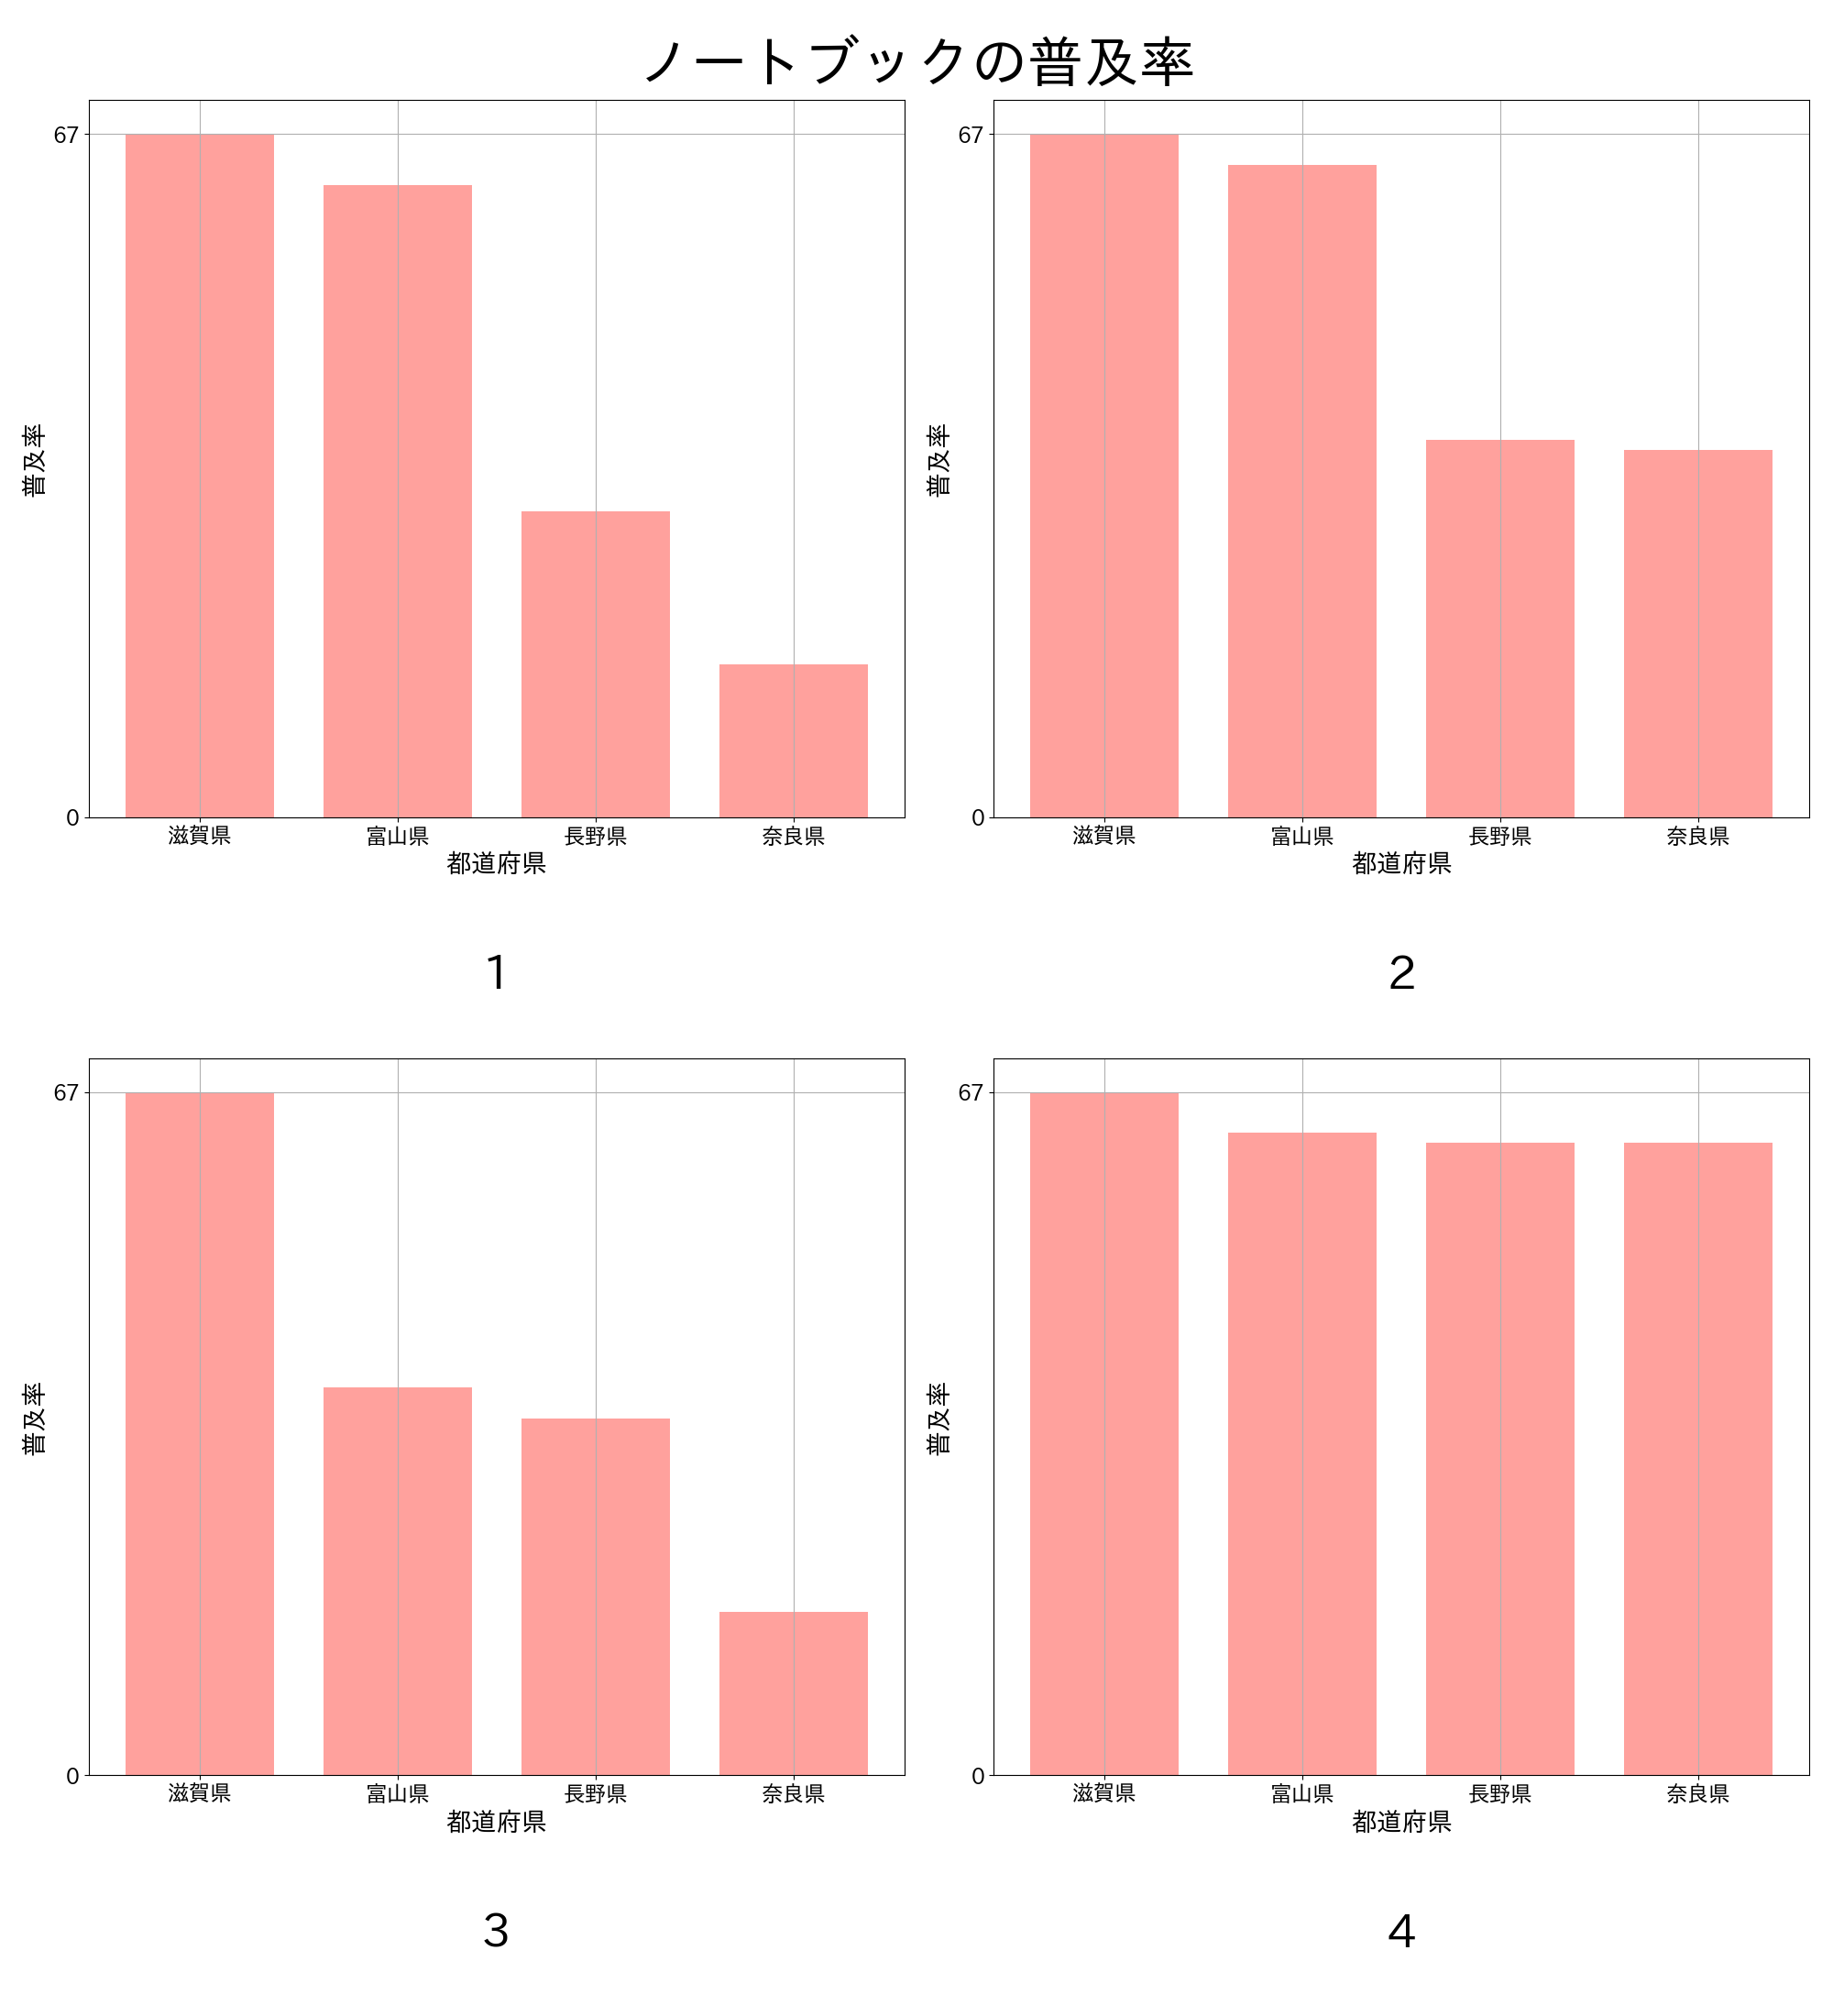 ノートブックの普及率
67
0
普及率
滋賀県 富山県 長野県 奈良県
都道府県
1
67
0
普及率
滋賀県 富山県 長野県 奈良県
都道府県
2
67
0
普及率
滋賀県 富山県 長野県 奈良県
都道府県
3
67
0
普及率
滋賀県 富山県 長野県 奈良県
都道府県
4